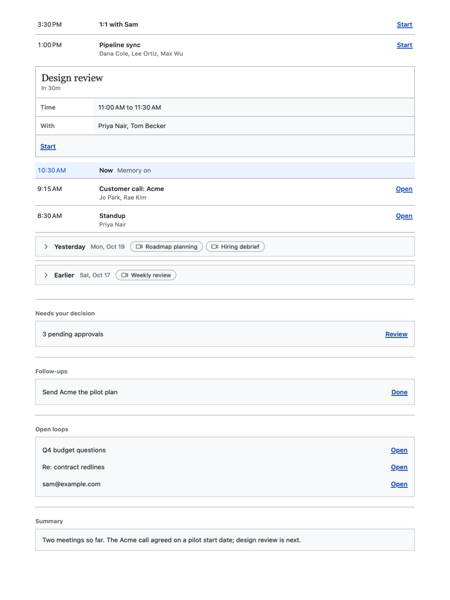 3:30 PM 1:1 with Sam Start
1:00 PM Pipeline sync Start
Dana Cole, Lee Ortiz, Max Wu
Design review
In 30m
Time 11:00 AM to 11:30 AM
With Priya Nair, Tom Becker
Start
10:30 AM Now Memory on
9:15 AM Customer call: Acme Open
Jo Park, Rae Kim
8:30 AM Standup Open
Priya Nair
Yesterday Mon, Oct 19 Roadmap planning Hiring debrief
Earlier Sat, Oct 17 Weekly review
Needs your decision
3 pending approvals Review
Follow-ups
Send Acme the pilot plan Done
Open loops
Q4 budget questions Open
Re: contract redlines Open
sam@example.com Open
Summary
Two meetings so far. The Acme call agreed on a pilot start date; design review is next.